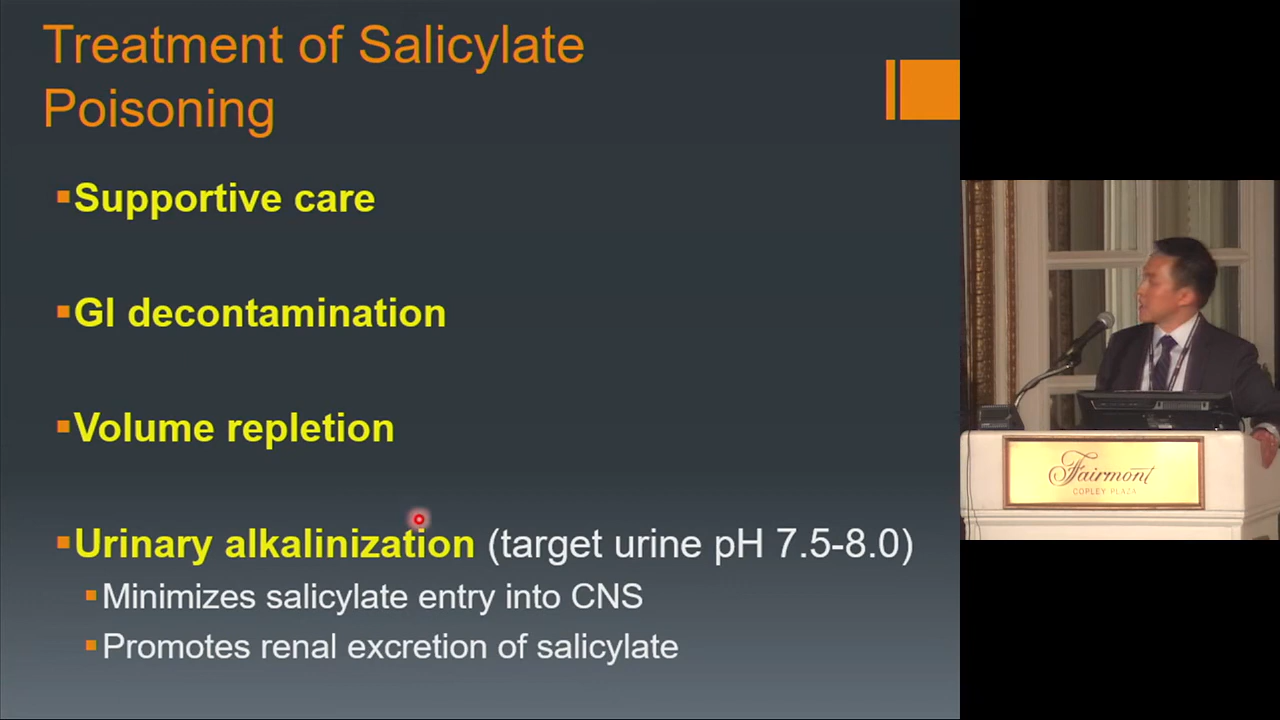 Treatment of Salicylate
Poisoning
Supportive care
GI decontamination
Volume repletion
Urinary alkalinization (target urine pH 7.5-8.0)
Minimizes salicylate entry into CNS
Promotes renal excretion of salicylate
Fairmont
COPLEY PLAZA